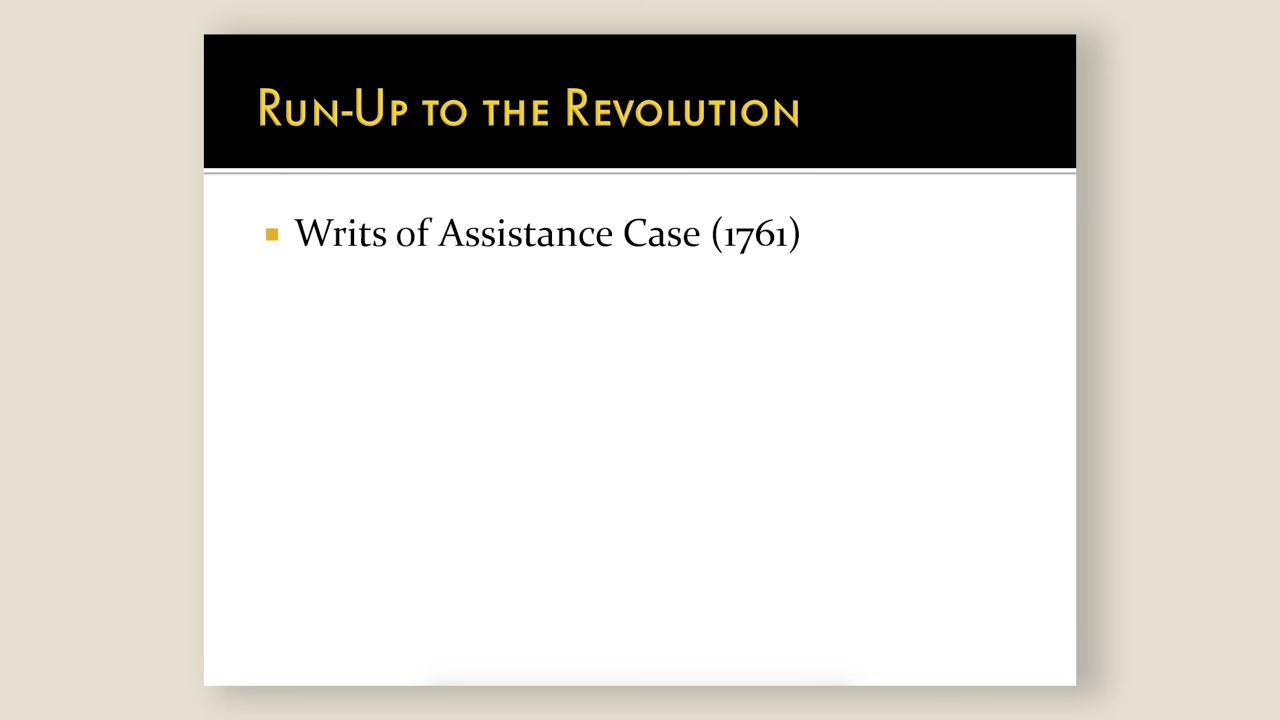 Run-Up to the Revolution
Writs of Assistance Case (1761)